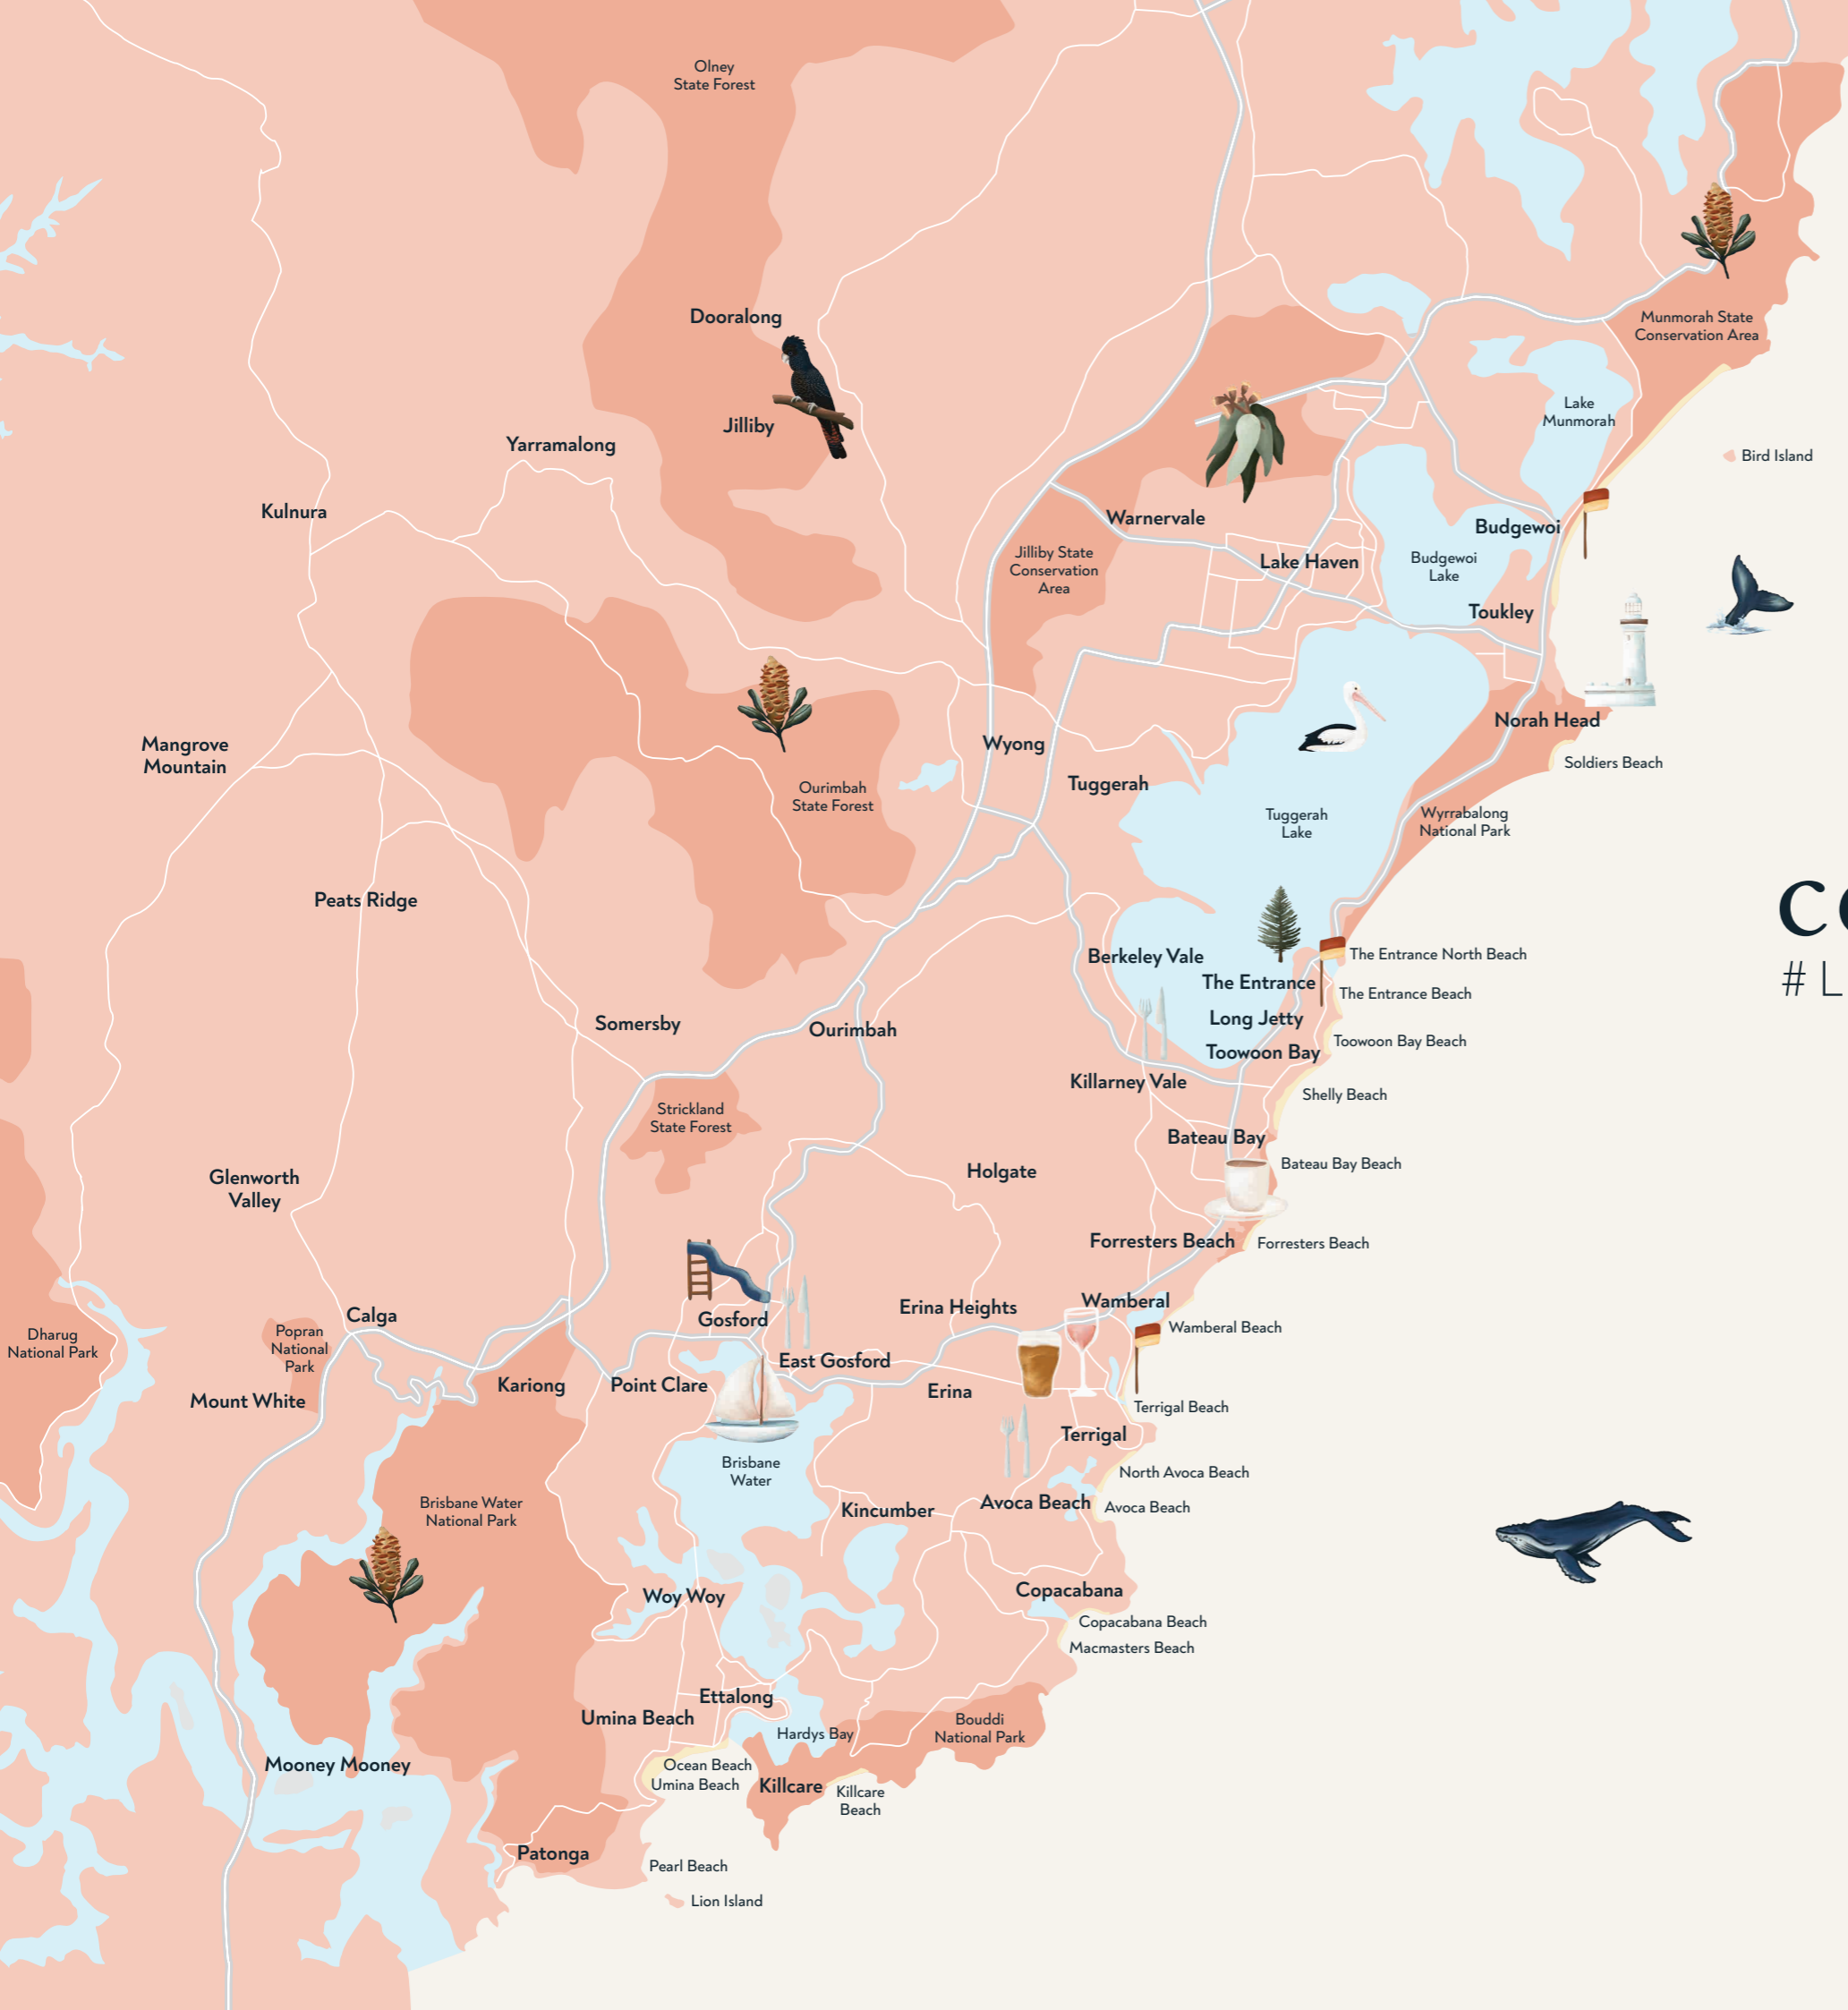 Olney
State Forest
Dooralong
Munmorah State
Conservation Area
Jilliby
Lake
Munmorah
Yarramalong
Bird Island
Kulnura
Warnervale
Budgewoi
Jilliby State
Conservation
Area
Lake Haven
Budgewoi
Lake
Toukley
Norah Head
Mangrove
Mountain
Wyong
Soldiers Beach
Tuggerah
Ourimbah
State Forest
Tuggerah
Lake
Wyrrabalong
National Park
Peats Ridge
CO
Berkeley Vale
The Entrance North Beach
The Entrance
# L
The Entrance Beach
Somersby
Ourimbah
Long Jetty
Toowoon Bay Beach
Toowoon Bay
Killarney Vale
Shelly Beach
Strickland
State Forest
Bateau Bay
Bateau Bay Beach
Glenworth
Valley
Holgate
Forresters Beach
Forresters Beach
Wamberal
Erina Heights
Calga
Gosford
Wamberal Beach
Dharug
National Park
Popran
National
Park
East Gosford
Kariong
Point Clare
Erina
Mount White
Terrigal Beach
Terrigal
Brisbane
Water
North Avoca Beach
Brisbane Water
National Park
Kincumber
Avoca Beach
Avoca Beach
Woy Woy
Copacabana
Copacabana Beach
Macmasters Beach
Ettalong
Umina Beach
Hardys Bay
Bouddi
National Park
Mooney Mooney
Ocean Beach
Umina Beach
Killcare
Killcare
Beach
Patonga
Pearl Beach
Lion Island